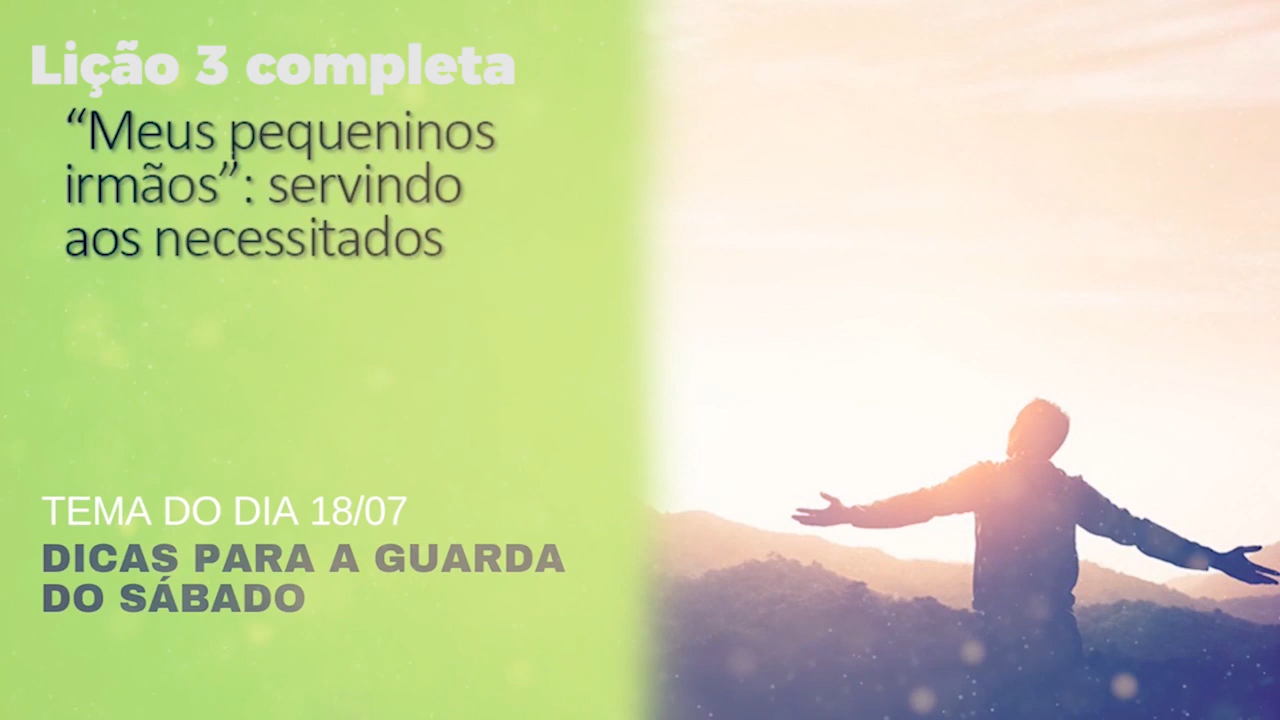 Lição 3 completa
“Meus pequeninos
irmãos”: servindo
aos necessitados
TEMA DO DIA 18/07
DICAS PARA A GUARDA
DO SÁBADO